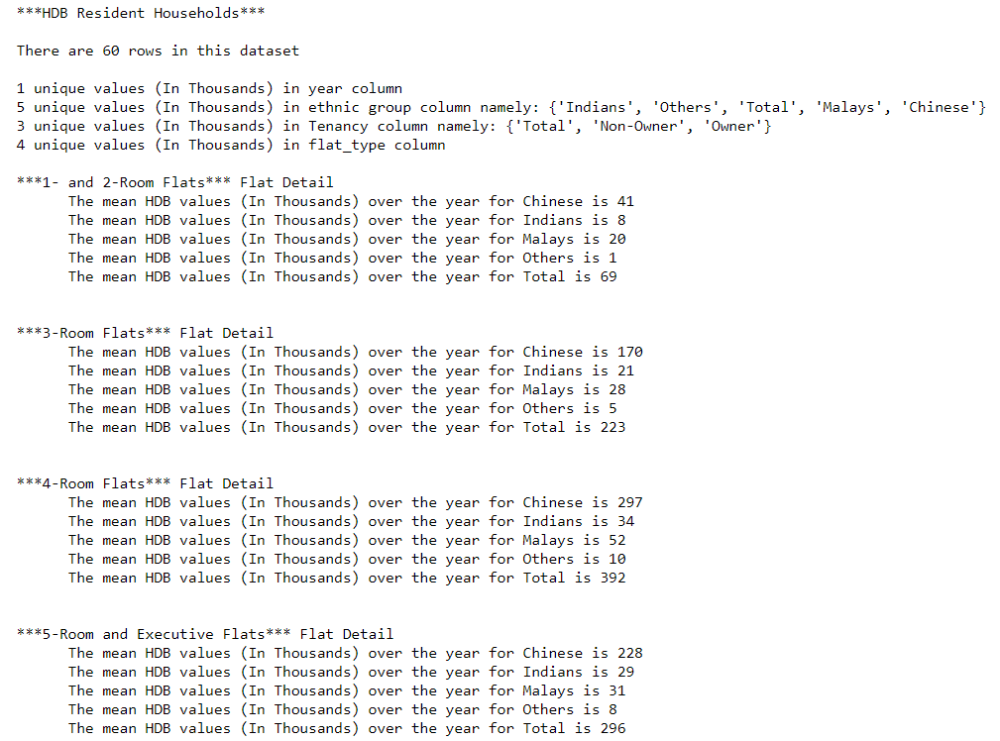 ***HDB Resident Households***
There are 60 rows in this dataset
1 unique values (In Thousands) in year column
5 unique values (In Thousands) in ethnic group column namely: {'Indians', 'Others', 'Total', 'Malays', 'Chinese'}
3 unique values (In Thousands) in Tenancy column namely: {'Total', 'Non-Owner', 'Owner'}
4 unique values (In Thousands) in flat_type column
***1- and 2-Room Flats*** Flat Detail
The mean HDB values (In Thousands) over the year for Chinese is 41
The mean HDB values (In Thousands) over the year for Indians is 8
The mean HDB values (In Thousands) over the year for Malays is 20
The mean HDB values (In Thousands) over the year for Others is 1
The mean HDB values (In Thousands) over the year for Total is 69
***3-Room Flats*** Flat Detail
The mean HDB values (In Thousands) over the year for Chinese is 170
The mean HDB values (In Thousands) over the year for Indians is 21
The mean HDB values (In Thousands) over the year for Malays is 28
The mean HDB values (In Thousands) over the year for Others is 5
The mean HDB values (In Thousands) over the year for Total is 223
***4-Room Flats*** Flat Detail
The mean HDB values (In Thousands) over the year for Chinese is 297
The mean HDB values (In Thousands) over the year for Indians is 34
The mean HDB values (In Thousands) over the year for Malays is 52
The mean HDB values (In Thousands) over the year for Others is 10
The mean HDB values (In Thousands) over the year for Total is 392
***5-Room and Executive Flats*** Flat Detail
The mean HDB values (In Thousands) over the year for Chinese is 228
The mean HDB values (In Thousands) over the year for Indians is 29
The mean HDB values (In Thousands) over the year for Malays is 31
The mean HDB values (In Thousands) over the year for Others is 8
The mean HDB values (In Thousands) over the year for Total is 296